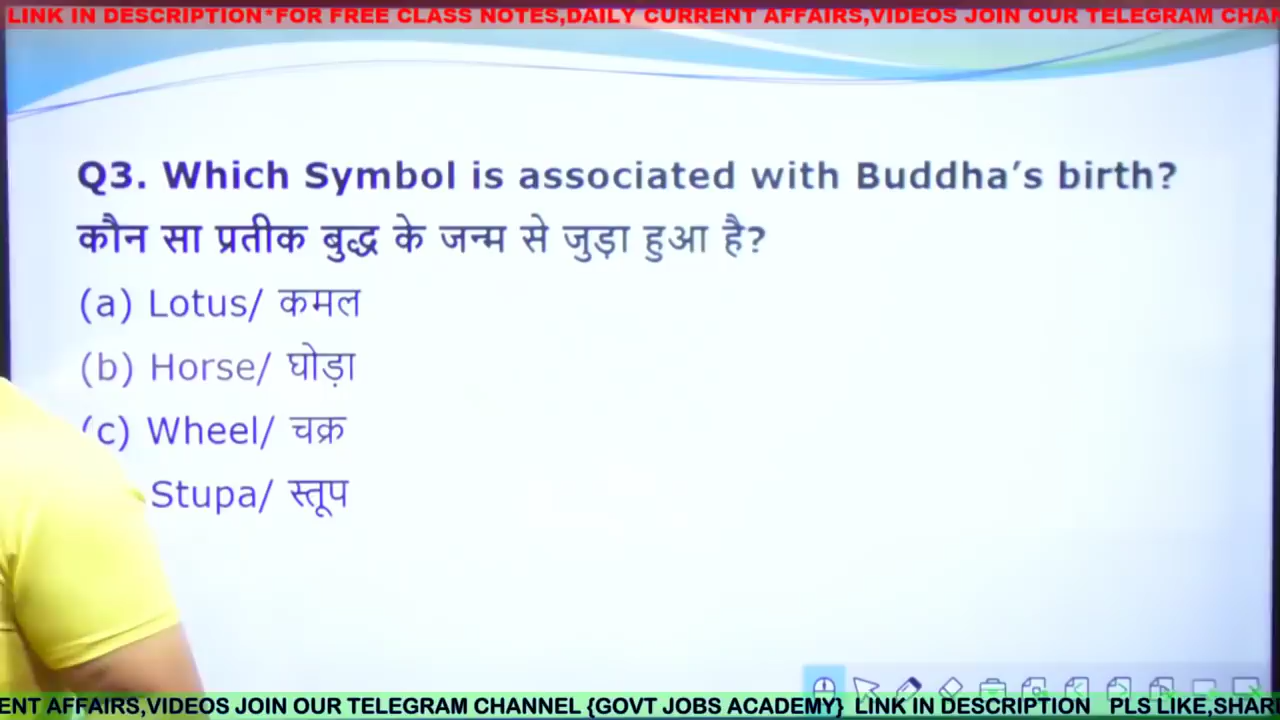 LINK IN DESCRIPTION*FOR FREE CLASS NOTES,DAILY CURRENT AFFAIRS,VIDEOS JOIN OUR TELEGRAM
Q3. Which Symbol is associated with Buddha’s birth?
कौन सा प्रतीक बुद्ध के जन्म से जुड़ा हुआ है?
(a) Lotus/ कमल
(b) Horse/ घोड़ा
(c) Wheel/ चक्र
Stupa/ स्तूप
AFFAIRS,VIDEOS JOIN OUR TELEGRAM CHANNEL {GOVT JOBS ACADEMY} LINK IN DESCRIPTION PLS LIKE,SHAR